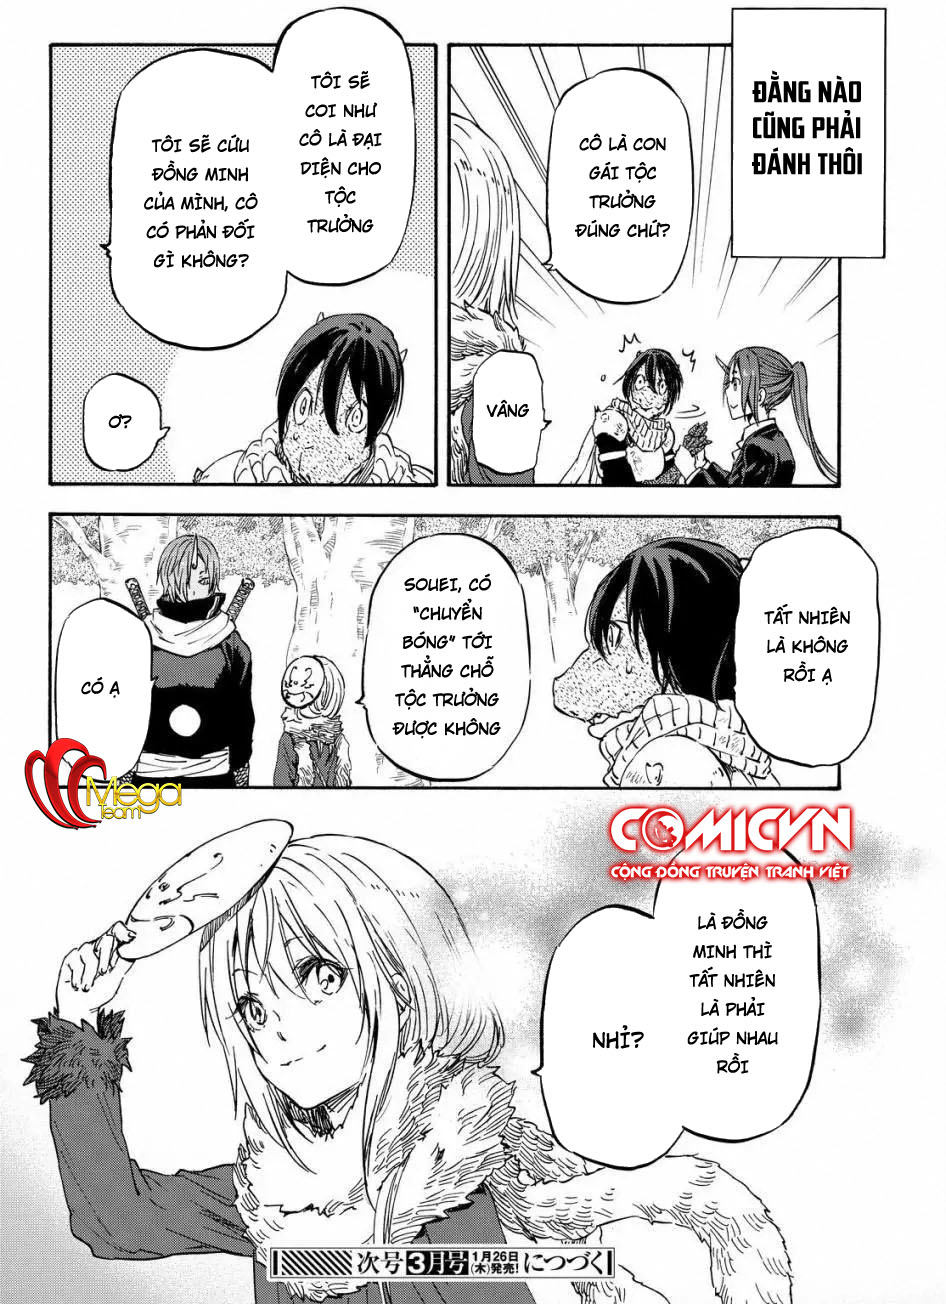 ĐẰNG NÀO
CŨNG PHẢI
ĐÁNH THÔI
CÔ LÀ CON
GÁI TỘC
TRƯỞNG
ĐÚNG CHỨ?
VÂNG
TÔI SẼ
COI NHƯ
CÔ LÀ ĐẠI
DIỆN CHO
TỘC
TRƯỞNG
TÔI SẼ CỨU
ĐỒNG MINH
CỦA MÌNH, CÔ
CÓ PHẢN ĐỐI
GÌ KHÔNG?
Ơ?
TẤT NHIÊN
LÀ KHÔNG
RỒI Ạ
SOUEI, CÓ
"CHUYỂN
BÓNG" TỚI
THẲNG CHỖ
TỘC TRƯỞNG
ĐƯỢC KHÔNG
CÓ Ạ
Mega
Team
COMICVN
CỘNG ĐỒNG TRUYỆN TRANH VIỆT
LÀ ĐỒNG
MINH THÌ
TẤT NHIÊN
LÀ PHẢI
GIÚP NHAU
RỒI
NHỈ?
次号3月号1月26日(木)発売!につづく